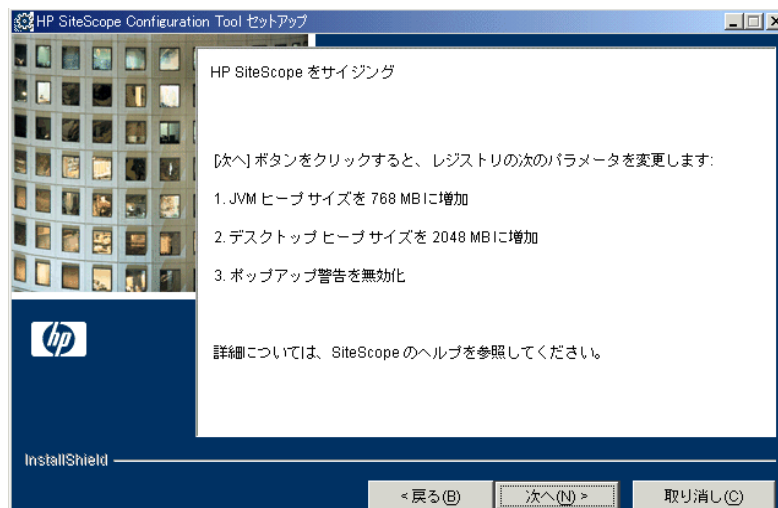 HP SiteScope Configuration Tool セットアップ
HP SiteScope をサイジング
[次へ] ボタンをクリックすると、レジストリの次のパラメータを変更します:
1. JVM ヒープ サイズを 768 MBに増加
2. デスクトップ ヒープ サイズを 2048 MBに増加
3. ポップアップ警告を無効化
hp
詳細については、SiteScope のヘルプを参照してください。
InstallShield
<戻る(B)
次へ(N) >
取り消し(C)